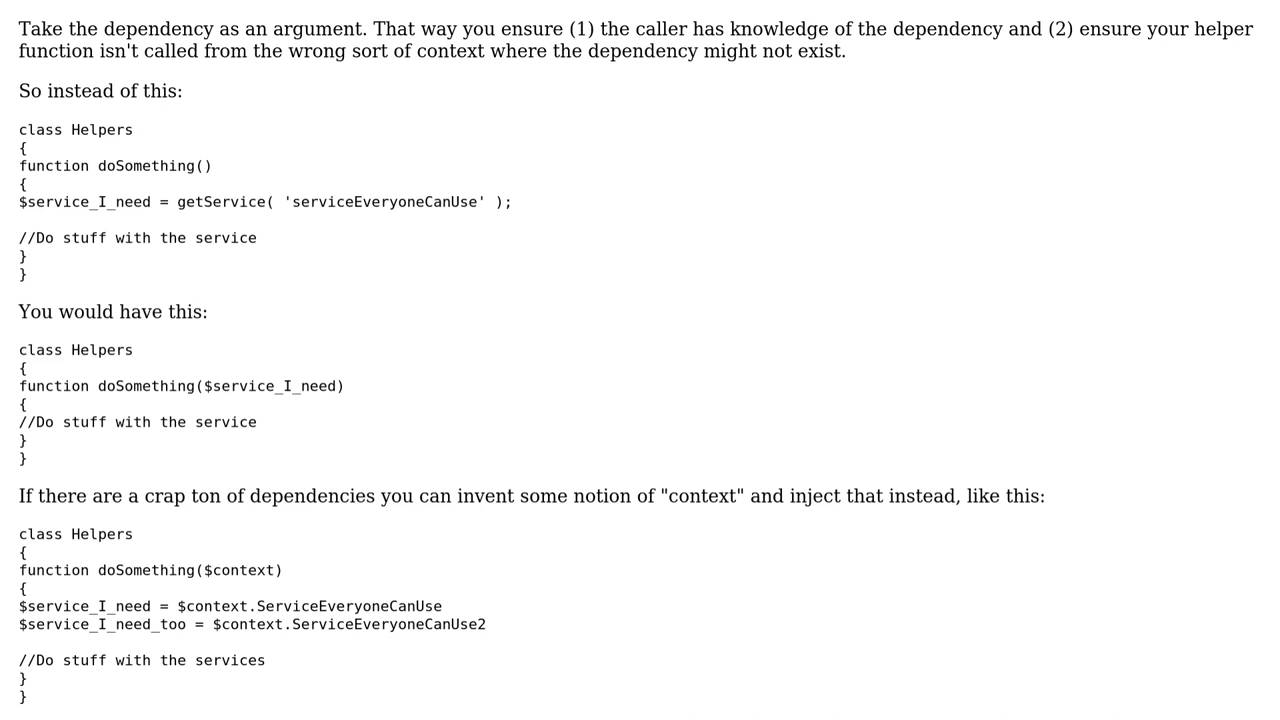 Take the dependency as an argument. That way you ensure (1) the caller has knowledge of the dependency and (2) ensure your helper
function isn't called from the wrong sort of context where the dependency might not exist.
So instead of this:
class Helpers
{
function doSomething()
{
$service_I_need = getService( 'serviceEveryoneCanUse' );
//Do stuff with the service
}
}
You would have this:
class Helpers
{
function doSomething($service_I_need)
{
//Do stuff with the service
}
}
If there are a crap ton of dependencies you can invent some notion of "context" and inject that instead, like this:
class Helpers
{
function doSomething($context)
{
$service_I_need = $context.ServiceEveryoneCanUse
$service_I_need_too = $context.ServiceEveryoneCanUse2
//Do stuff with the services
}
}